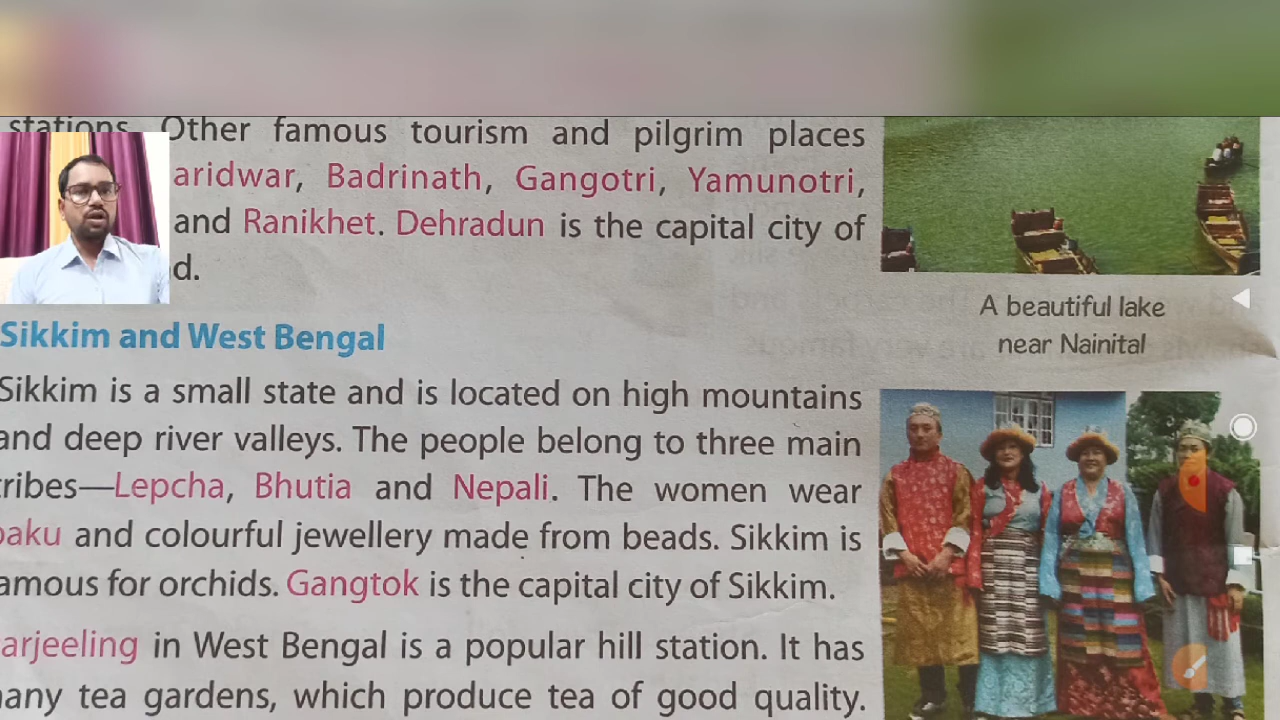 stations. Other famous tourism and pilgrim places
aridwar, Badrinath, Gangotri, Yamunotri,
and Ranikhet. Dehradun is the capital city of
d.
A beautiful lake
near Nainital
Sikkim and West Bengal
Sikkim is a small state and is located on high mountains
and deep river valleys. The people belong to three main
tribes—Lepcha, Bhutia and Nepali. The women wear
baku and colourful jewellery made from beads. Sikkim is
amous for orchids. Gangtok is the capital city of Sikkim.
arjeeling in West Bengal is a popular hill station. It has
many tea gardens, which produce tea of good quality.